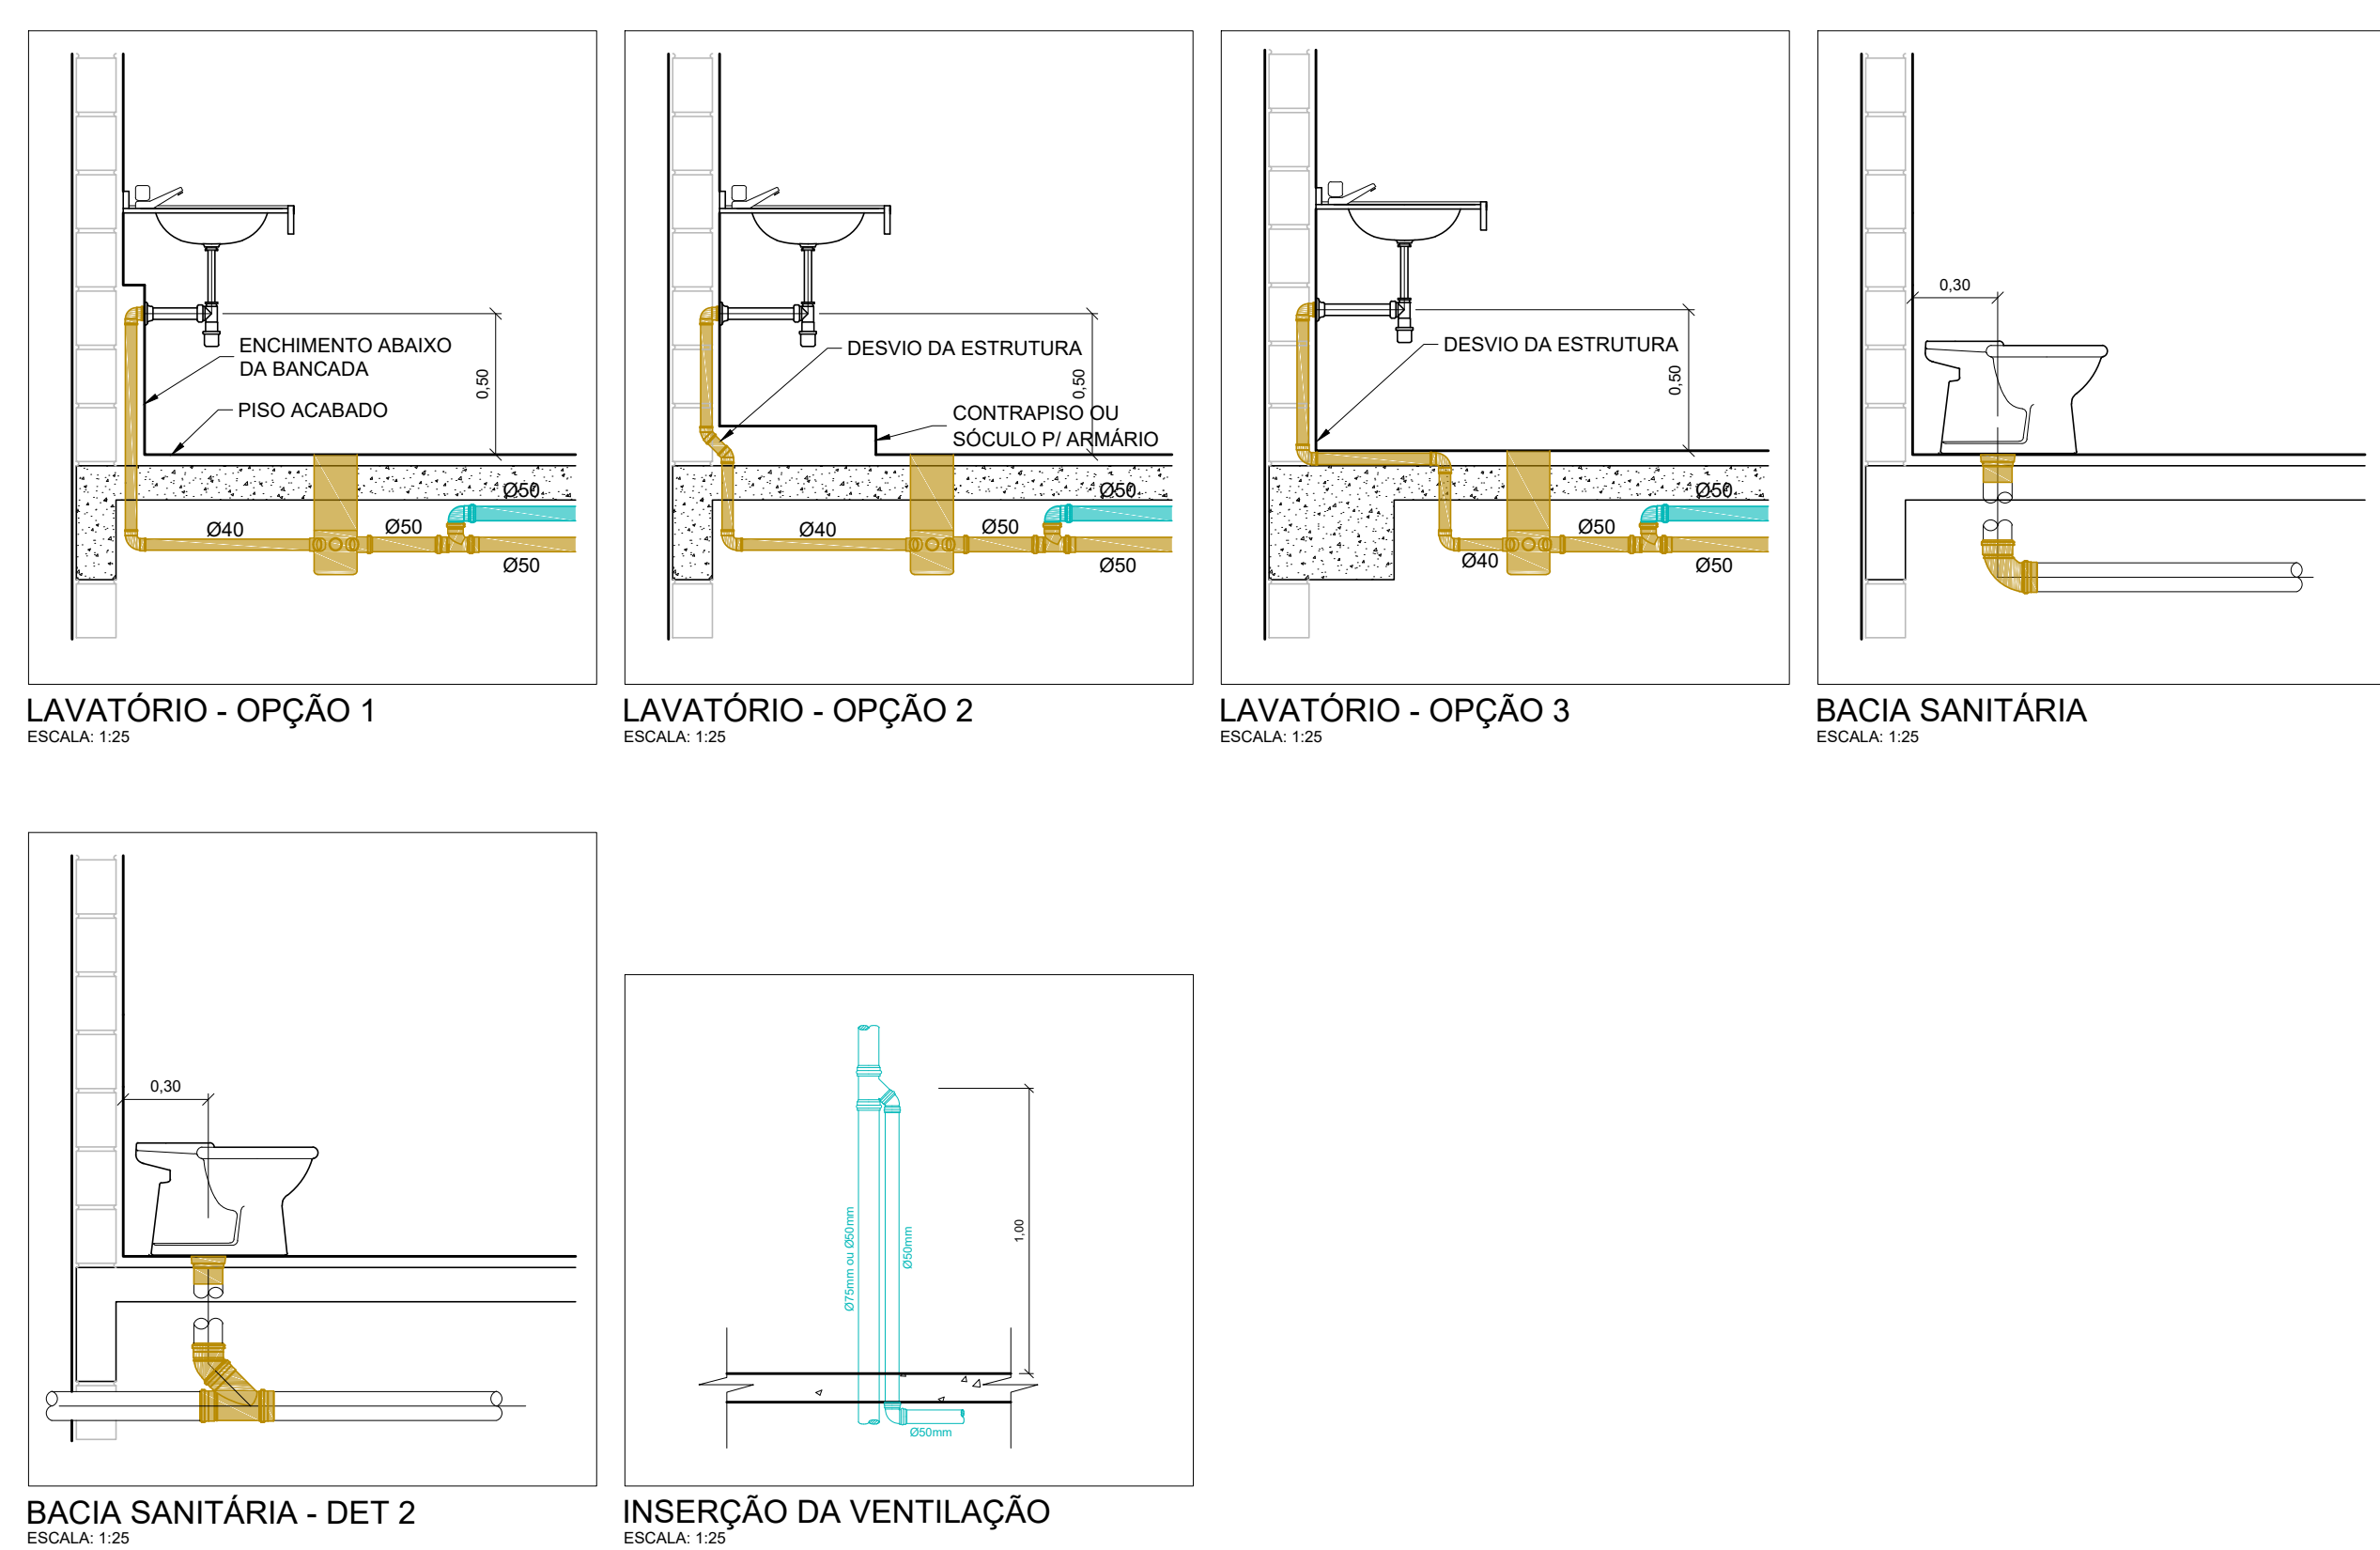 ENCHIMENTO ABAIXO
DA BANCADA
PISO ACABADO
0,50
Ø50
Ø40
Ø50
Ø50
LAVATÓRIO - OPÇÃO 1
ESCALA: 1:25
DESVIO DA ESTRUTURA
0,50
CONTRAPISO OU
SÓCULO P/ ARMÁRIO
Ø50
Ø40
Ø50
Ø50
LAVATÓRIO - OPÇÃO 2
ESCALA: 1:25
DESVIO DA ESTRUTURA
0,50
Ø50
Ø50
Ø40
Ø50
LAVATÓRIO - OPÇÃO 3
ESCALA: 1:25
0,30
BACIA SANITÁRIA
ESCALA: 1:25
0,30
BACIA SANITÁRIA - DET 2
ESCALA: 1:25
Ø75mm ou Ø50mm
Ø50mm
1,00
Ø50mm
INSERÇÃO DA VENTILAÇÃO
ESCALA: 1:25